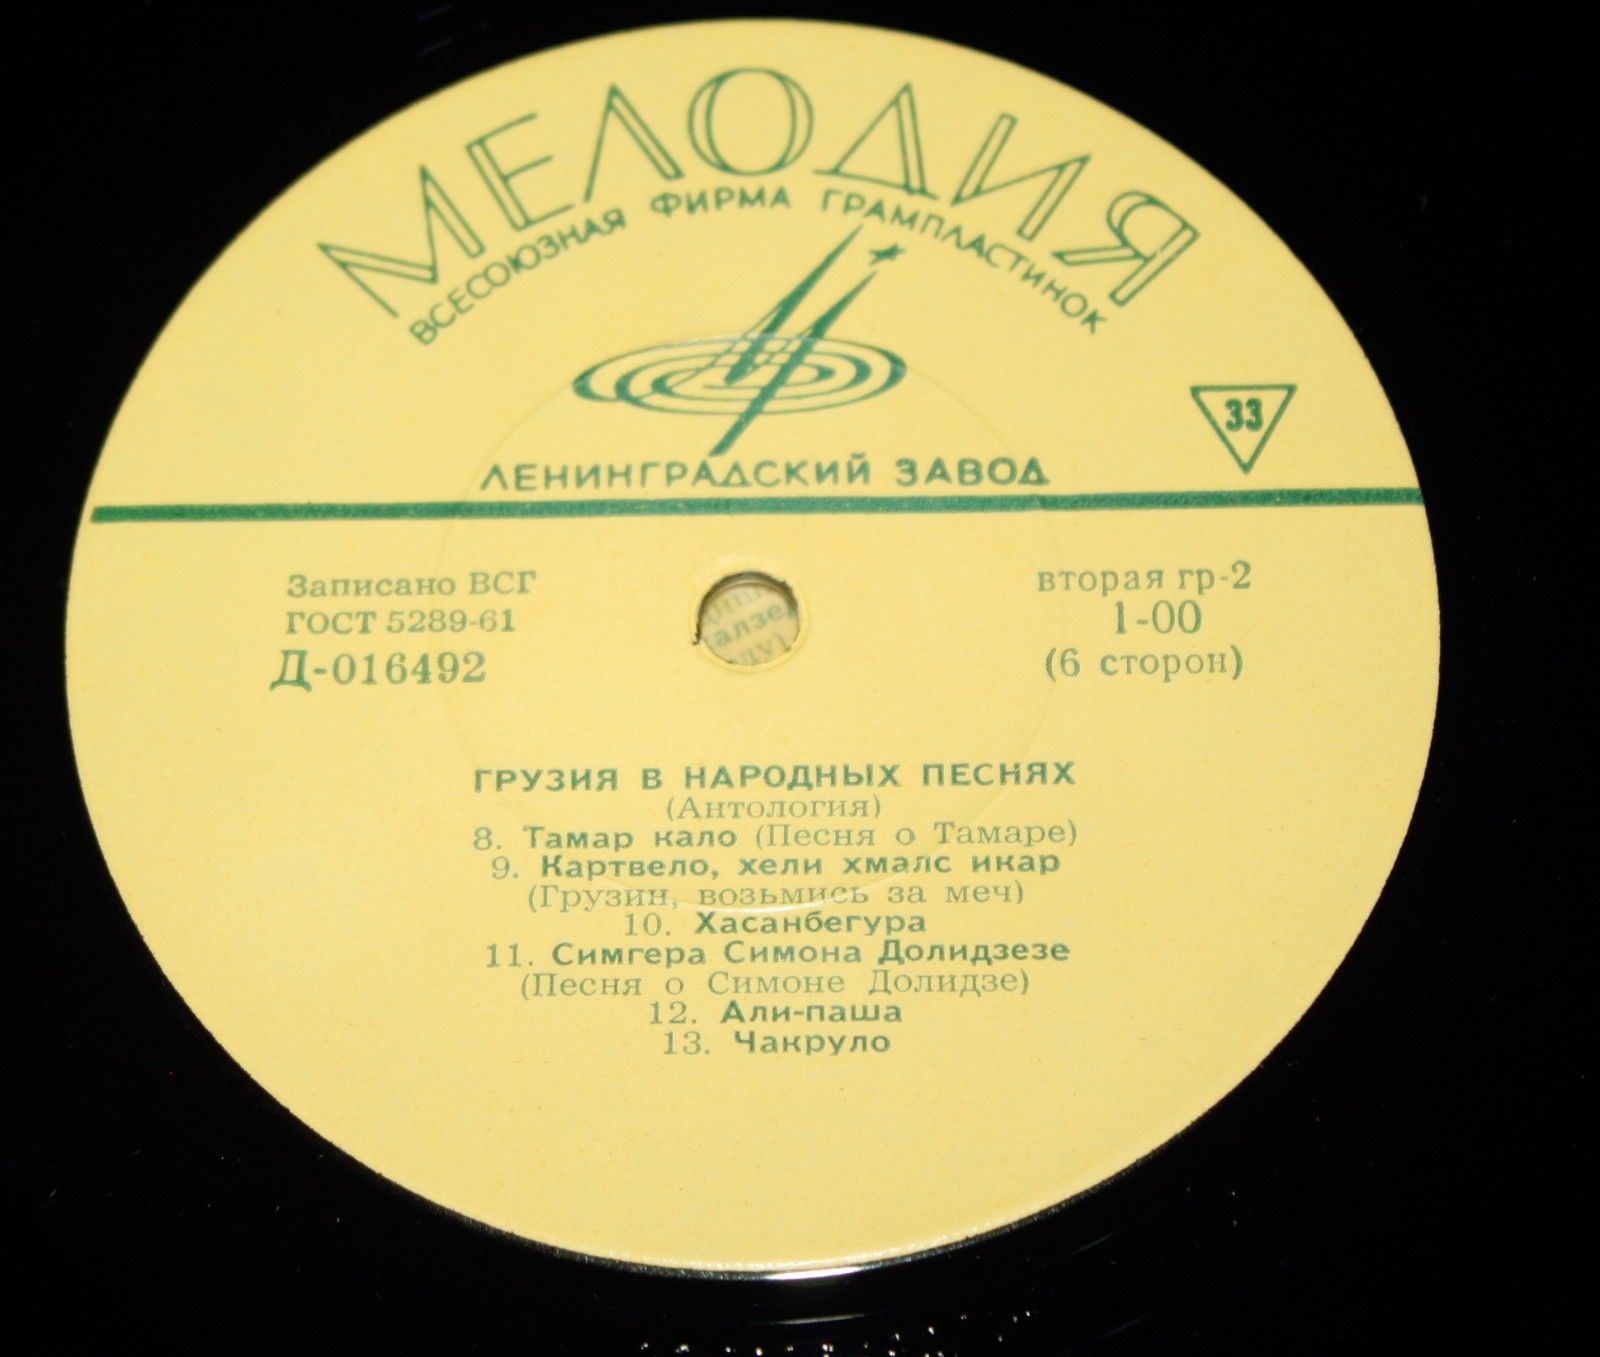 МЕЛОДИЯ
ВСЕСОЮЗНАЯ ФИРМА ГРАМПЛАСТИНОК
33
ЛЕНИНГРАДСКИЙ ЗАВОД
Записано ВСГ
ГОСТ 5289-61
Д-016492
вторая гр-2
1-00
(6 сторон)
ГРУЗИЯ В НАРОДНЫХ ПЕСНЯХ
(Антология)
8. Тамар кало (Песня о Тамаре)
9. Картвело, хели хмалс икар
(Грузин, возьмись за меч)
10. Хасанбегура
11. Симгера Симона Долидзезе
(Песня о Симоне Долидзе)
12. Али-паша
13. Чакруло